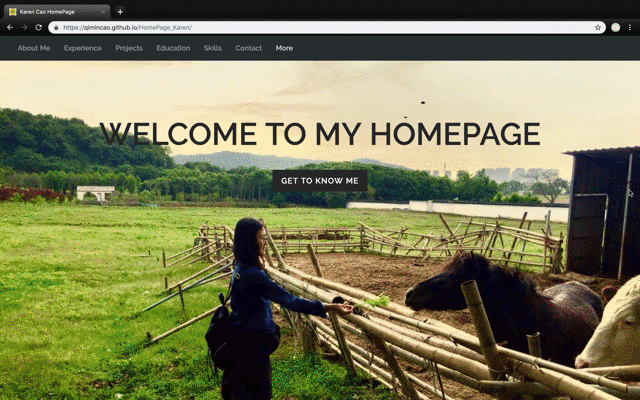 Karen Cao HomePage
https://qimincao.github.io/HomePage_Karen/
About Me Experience Projects Education Skills Contact More
WELCOME TO MY HOMEPAGE
GET TO KNOW ME